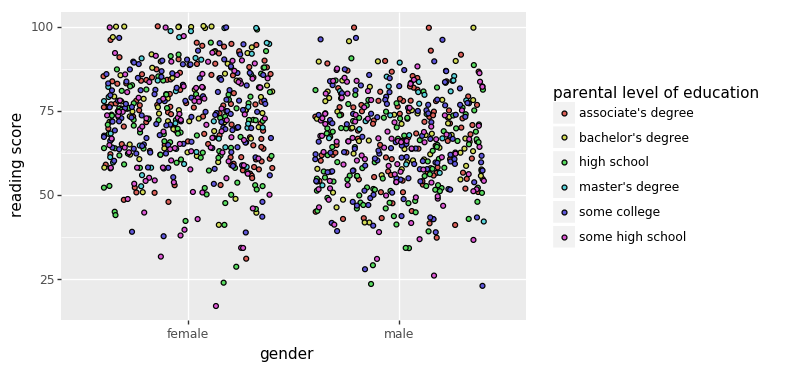 100
75
50
25
reading score
female
male
gender
parental level of education
associate's degree
bachelor's degree
high school
master's degree
some college
some high school